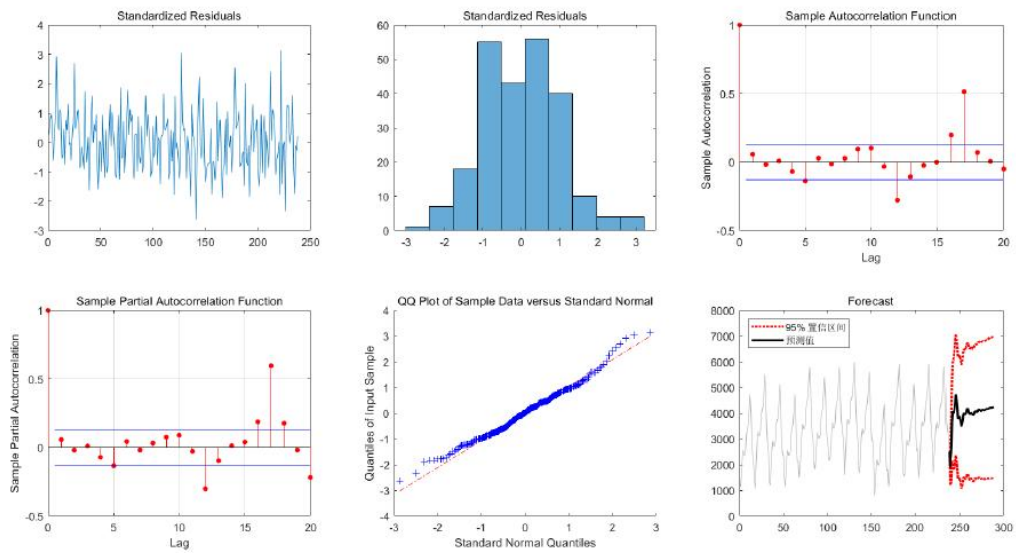 Standardized Residuals
4
3
2
1
0
-1
-2
-3
0 50 100 150 200 250
Standardized Residuals
60
50
40
30
20
10
0
-3 -2 -1 0 1 2 3
Sample Autocorrelation Function
Sample Autocorrelation
1
0.5
0
-0.5
0 5 10 15 20
Lag
Sample Partial Autocorrelation Function
Sample Partial Autocorrelation
1
0.5
0
-0.5
0 5 10 15 20
Lag
QQ Plot of Sample Data versus Standard Normal
Quantiles of Input Sample
4
3
2
1
0
-1
-2
-3
-4
-3 -2 -1 0 1 2 3
Standard Normal Quantiles
Forecast
8000
7000
6000
5000
4000
3000
2000
1000
0
0 50 100 150 200 250 300
95% 置信区间
预测值